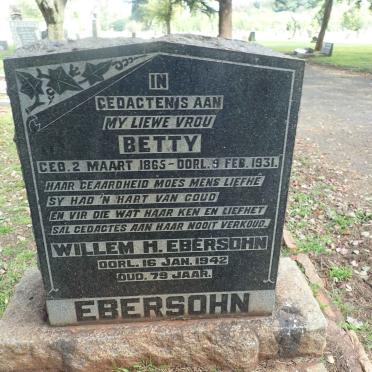 IN
GEDACTENIS AAN
MY LIEWE VROU
BETTY
GEB. 2 MAART 1865 - OORL. 9 FEB. 1931.
HAAR GEAARDHEID MOES MENS LIEFHÊ
SY HAD 'N HART VAN GOUD
EN VIR DIE WAT HAAR KEN EN LIEFHET
SAL GEDACTES AAN HAAR NOOIT VERKOUD.
WILLEM H. EBERSOHN
OORL. 16 JAN. 1942
OUD. 79 JAAR.
EBERSOHN